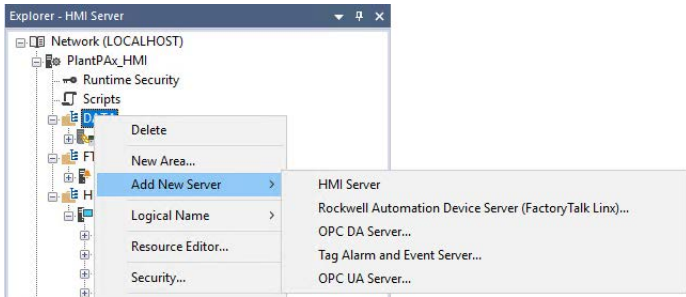 Explorer - HMI Server
Network (LOCALHOST)
PlantPAx_HMI
Runtime Security
Scripts
DATA
Delete
FT
New Area...
Add New Server
HMI Server
H
Rockwell Automation Device Server (FactoryTalk Linx)...
Logical Name
OPC DA Server...
Resource Editor...
Tag Alarm and Event Server...
Security...
OPC UA Server...